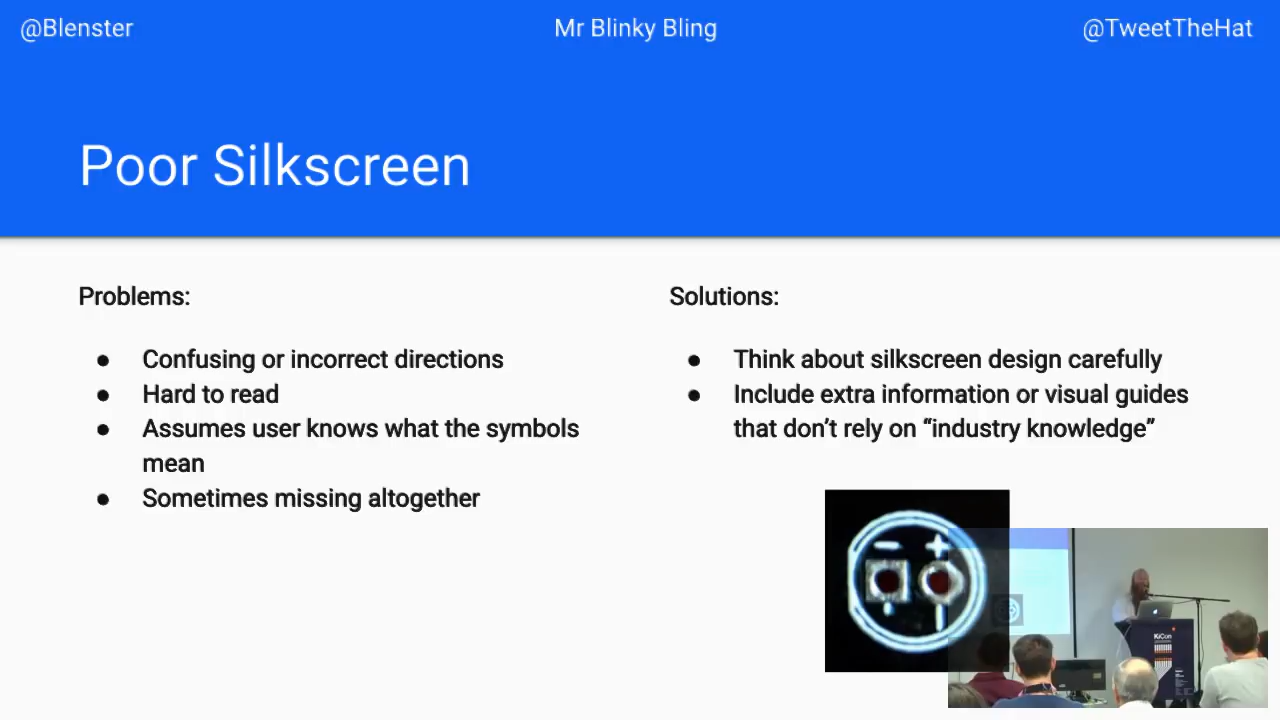 @Blenster
Mr Blinky Bling
@TweetTheHat
Poor Silkscreen
Problems:
● Confusing or incorrect directions
● Hard to read
● Assumes user knows what the symbols
mean
● Sometimes missing altogether
Solutions:
● Think about silkscreen design carefully
● Include extra information or visual guides
that don’t rely on “industry knowledge”
− +
KiCon